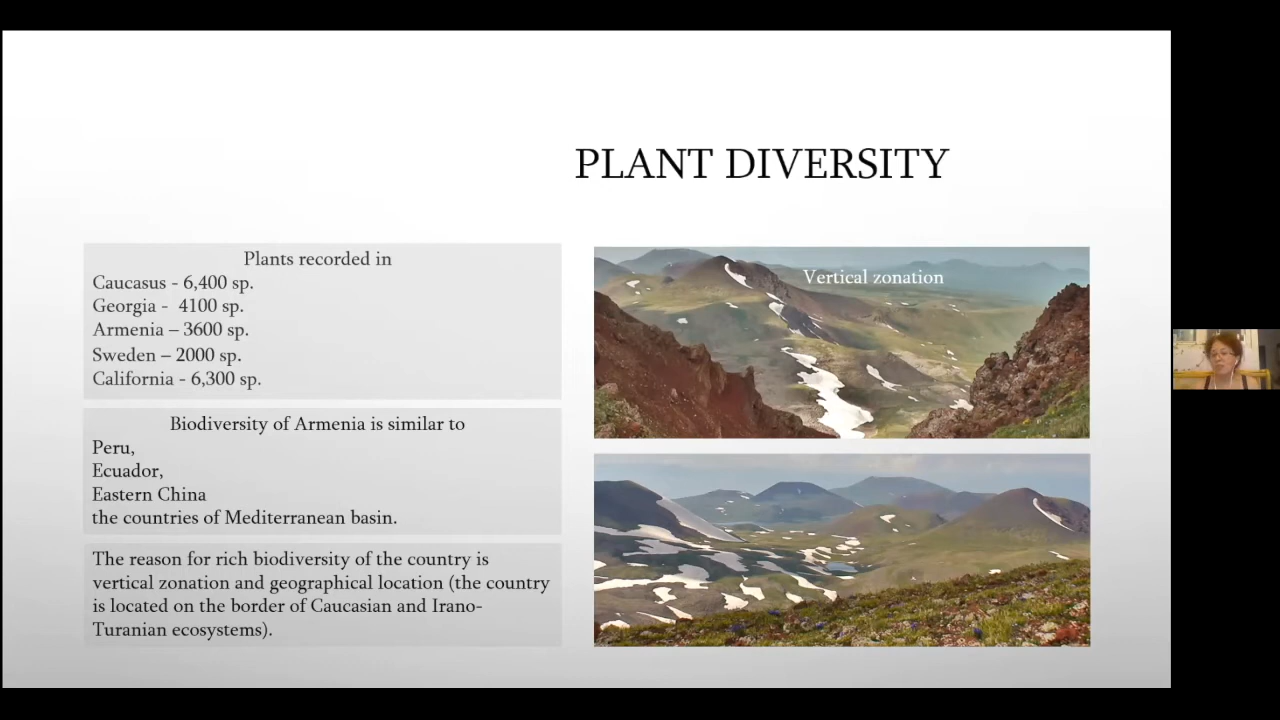 PLANT DIVERSITY
Plants recorded in
Caucasus - 6,400 sp.
Georgia -  4100 sp.
Armenia – 3600 sp.
Sweden – 2000 sp.
California - 6,300 sp.
Biodiversity of Armenia is similar to
Peru,
Ecuador,
Eastern China
the countries of Mediterranean basin.
The reason for rich biodiversity of the country is
vertical zonation and geographical location (the country
is located on the border of Caucasian and Irano-
Turanian ecosystems).
Vertical zonation